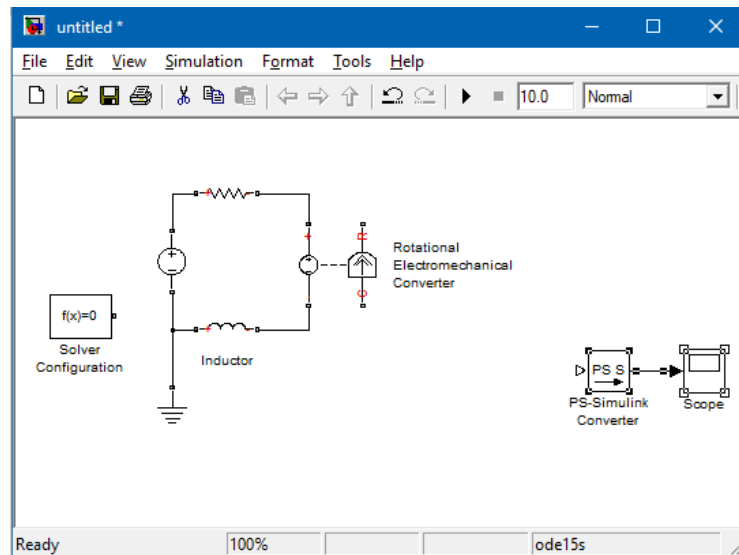 untitled *
File Edit View Simulation Format Tools Help
10.0 Normal
+
R
Rotational
Electromechanical
Converter
C
f(x)=0
Solver
Configuration
Inductor
PS S
PS-Simulink
Converter
Scope
Ready 100% ode15s